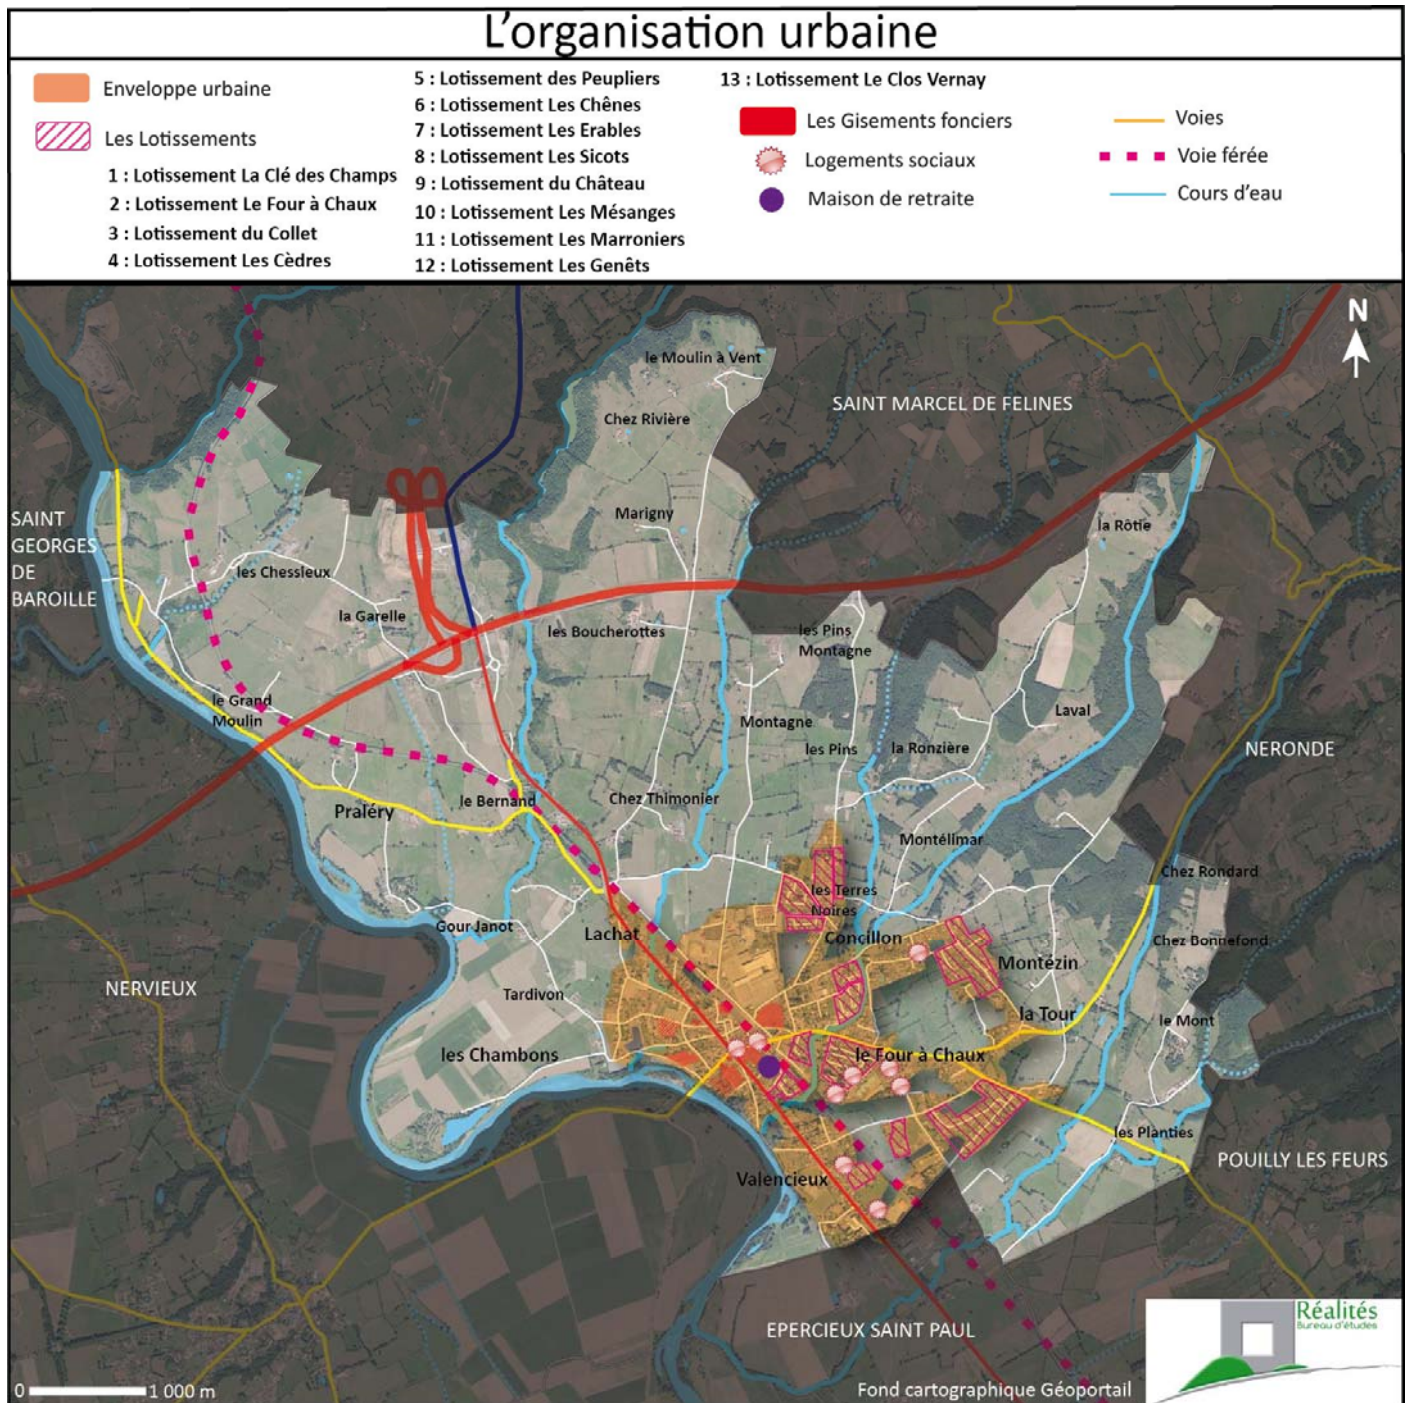 L'organisation urbaine
Enveloppe urbaine
Les Lotissements
1 : Lotissement La Clé des Champs
2 : Lotissement Le Four à Chaux
3 : Lotissement du Collet
4 : Lotissement Les Cèdres
5 : Lotissement des Peupliers
6 : Lotissement Les Chênes
7 : Lotissement Les Erables
8 : Lotissement Les Sicots
9 : Lotissement du Château
10 : Lotissement Les Mésanges
11 : Lotissement Les Marroniers
12 : Lotissement Les Genêts
13 : Lotissement Le Clos Vernay
Les Gisements fonciers
Logements sociaux
Maison de retraite
Voies
Voie férée
Cours d'eau
N
le Moulin à Vent
SAINT MARCEL DE FELINES
Chez Rivière
Marigny
la Rôtie
SAINT
GEORGES
DE
BAROILLE
les Chessieux
la Garelle
les Boucherottes
les Pins
Montagne
le Grand
Moulin
Montagne
Laval
les Pins
la Ronzière
NERONDE
Praléry
le Bernand
Chez Thimonier
Montélimar
Chez Rondard
les Terres
Noires
Gour Janot
Lachat
Concillon
Chez Bonnefond
Montézin
NERVIEUX
Tardivon
la Tour
le Mont
les Chambons
le Four à Chaux
les Planties
Valencieux
POUILLY LES FEURS
EPERCIEUX SAINT PAUL
Réalités
Bureau d'études
0
1 000 m
Fond cartographique Géoportail